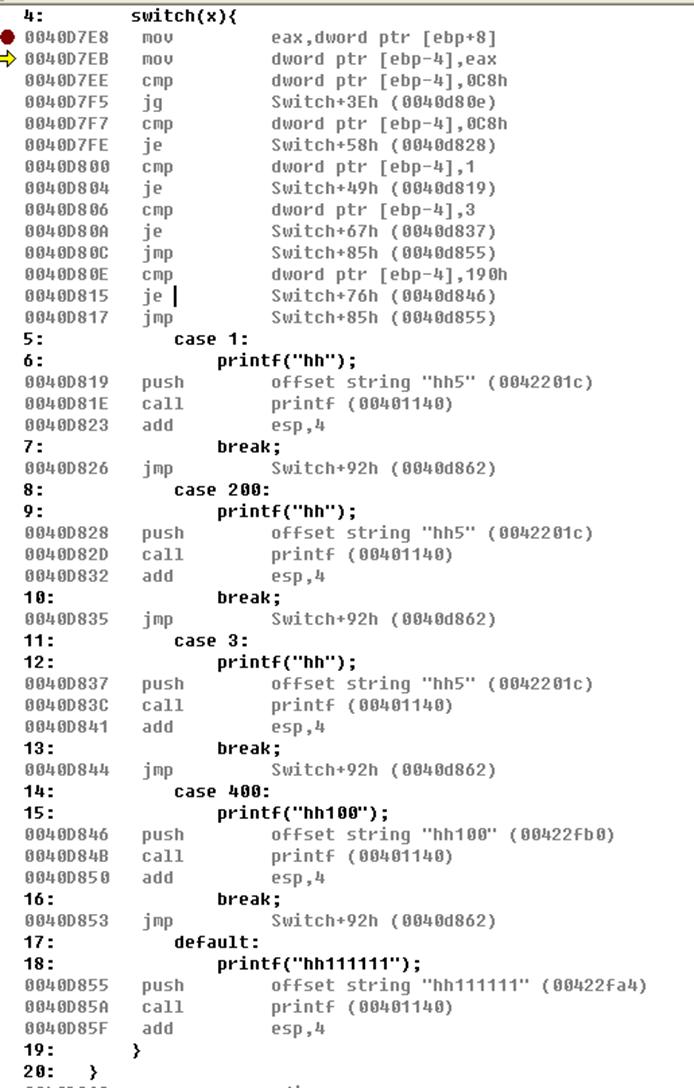 4: switch(x){
0040D7E8 mov eax,dword ptr [ebp+8]
0040D7EB mov dword ptr [ebp-4],eax
0040D7EE cmp dword ptr [ebp-4],0C8h
0040D7F5 jg Switch+3Eh (0040d80e)
0040D7F7 cmp dword ptr [ebp-4],0C8h
0040D7FE je Switch+58h (0040d828)
0040D800 cmp dword ptr [ebp-4],1
0040D804 je Switch+49h (0040d819)
0040D806 cmp dword ptr [ebp-4],3
0040D80A je Switch+67h (0040d837)
0040D80C jmp Switch+85h (0040d855)
0040D80E cmp dword ptr [ebp-4],190h
0040D815 je Switch+76h (0040d846)
0040D817 jmp Switch+85h (0040d855)
5: case 1:
6: printf("hh");
0040D819 push offset string "hh5" (0042201c)
0040D81E call printf (00401140)
0040D823 add esp,4
7: break;
0040D826 jmp Switch+92h (0040d862)
8: case 200:
9: printf("hh");
0040D828 push offset string "hh5" (0042201c)
0040D82D call printf (00401140)
0040D832 add esp,4
10: break;
0040D835 jmp Switch+92h (0040d862)
11: case 3:
12: printf("hh");
0040D837 push offset string "hh5" (0042201c)
0040D83C call printf (00401140)
0040D841 add esp,4
13: break;
0040D844 jmp Switch+92h (0040d862)
14: case 400:
15: printf("hh100");
0040D846 push offset string "hh100" (00422fb0)
0040D84B call printf (00401140)
0040D850 add esp,4
16: break;
0040D853 jmp Switch+92h (0040d862)
17: default:
18: printf("hh111111");
0040D855 push offset string "hh111111" (00422fa4)
0040D85A call printf (00401140)
0040D85F add esp,4
19: }
20: }